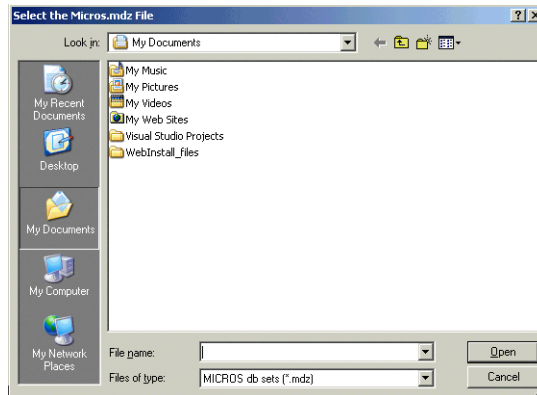 Select the Micros.mdz File
Look in: My Documents
My Recent Documents
Desktop
My Documents
My Computer
My Network Places
My Music
My Pictures
My Videos
My Web Sites
Visual Studio Projects
WebInstall_files
File name:
Open
Files of type: MICROS db sets (*.mdz)
Cancel